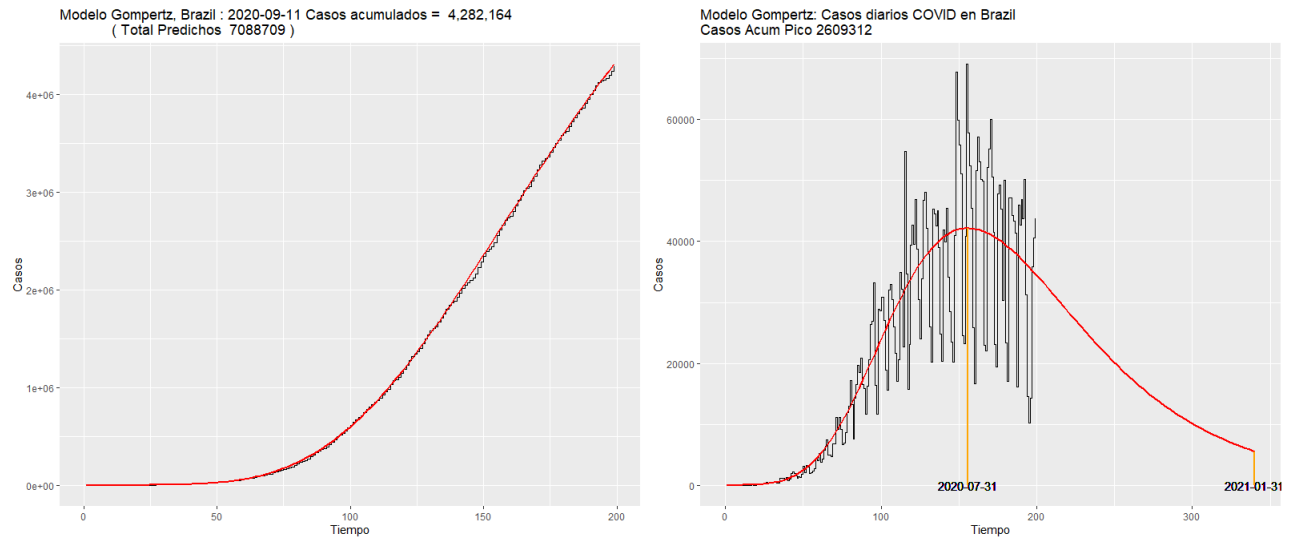 Modelo Gompertz, Brazil : 2020-09-11 Casos acumulados =  4,282,164
( Total Predichos  7088709 )
4e+06
3e+06
2e+06
1e+06
0e+00
Casos
0
50
100
150
200
Tiempo
Modelo Gompertz: Casos diarios COVID en Brazil
Casos Acum Pico 2609312
60000
40000
20000
0
Casos
2020-07-31
2021-01-31
0
100
200
300
Tiempo